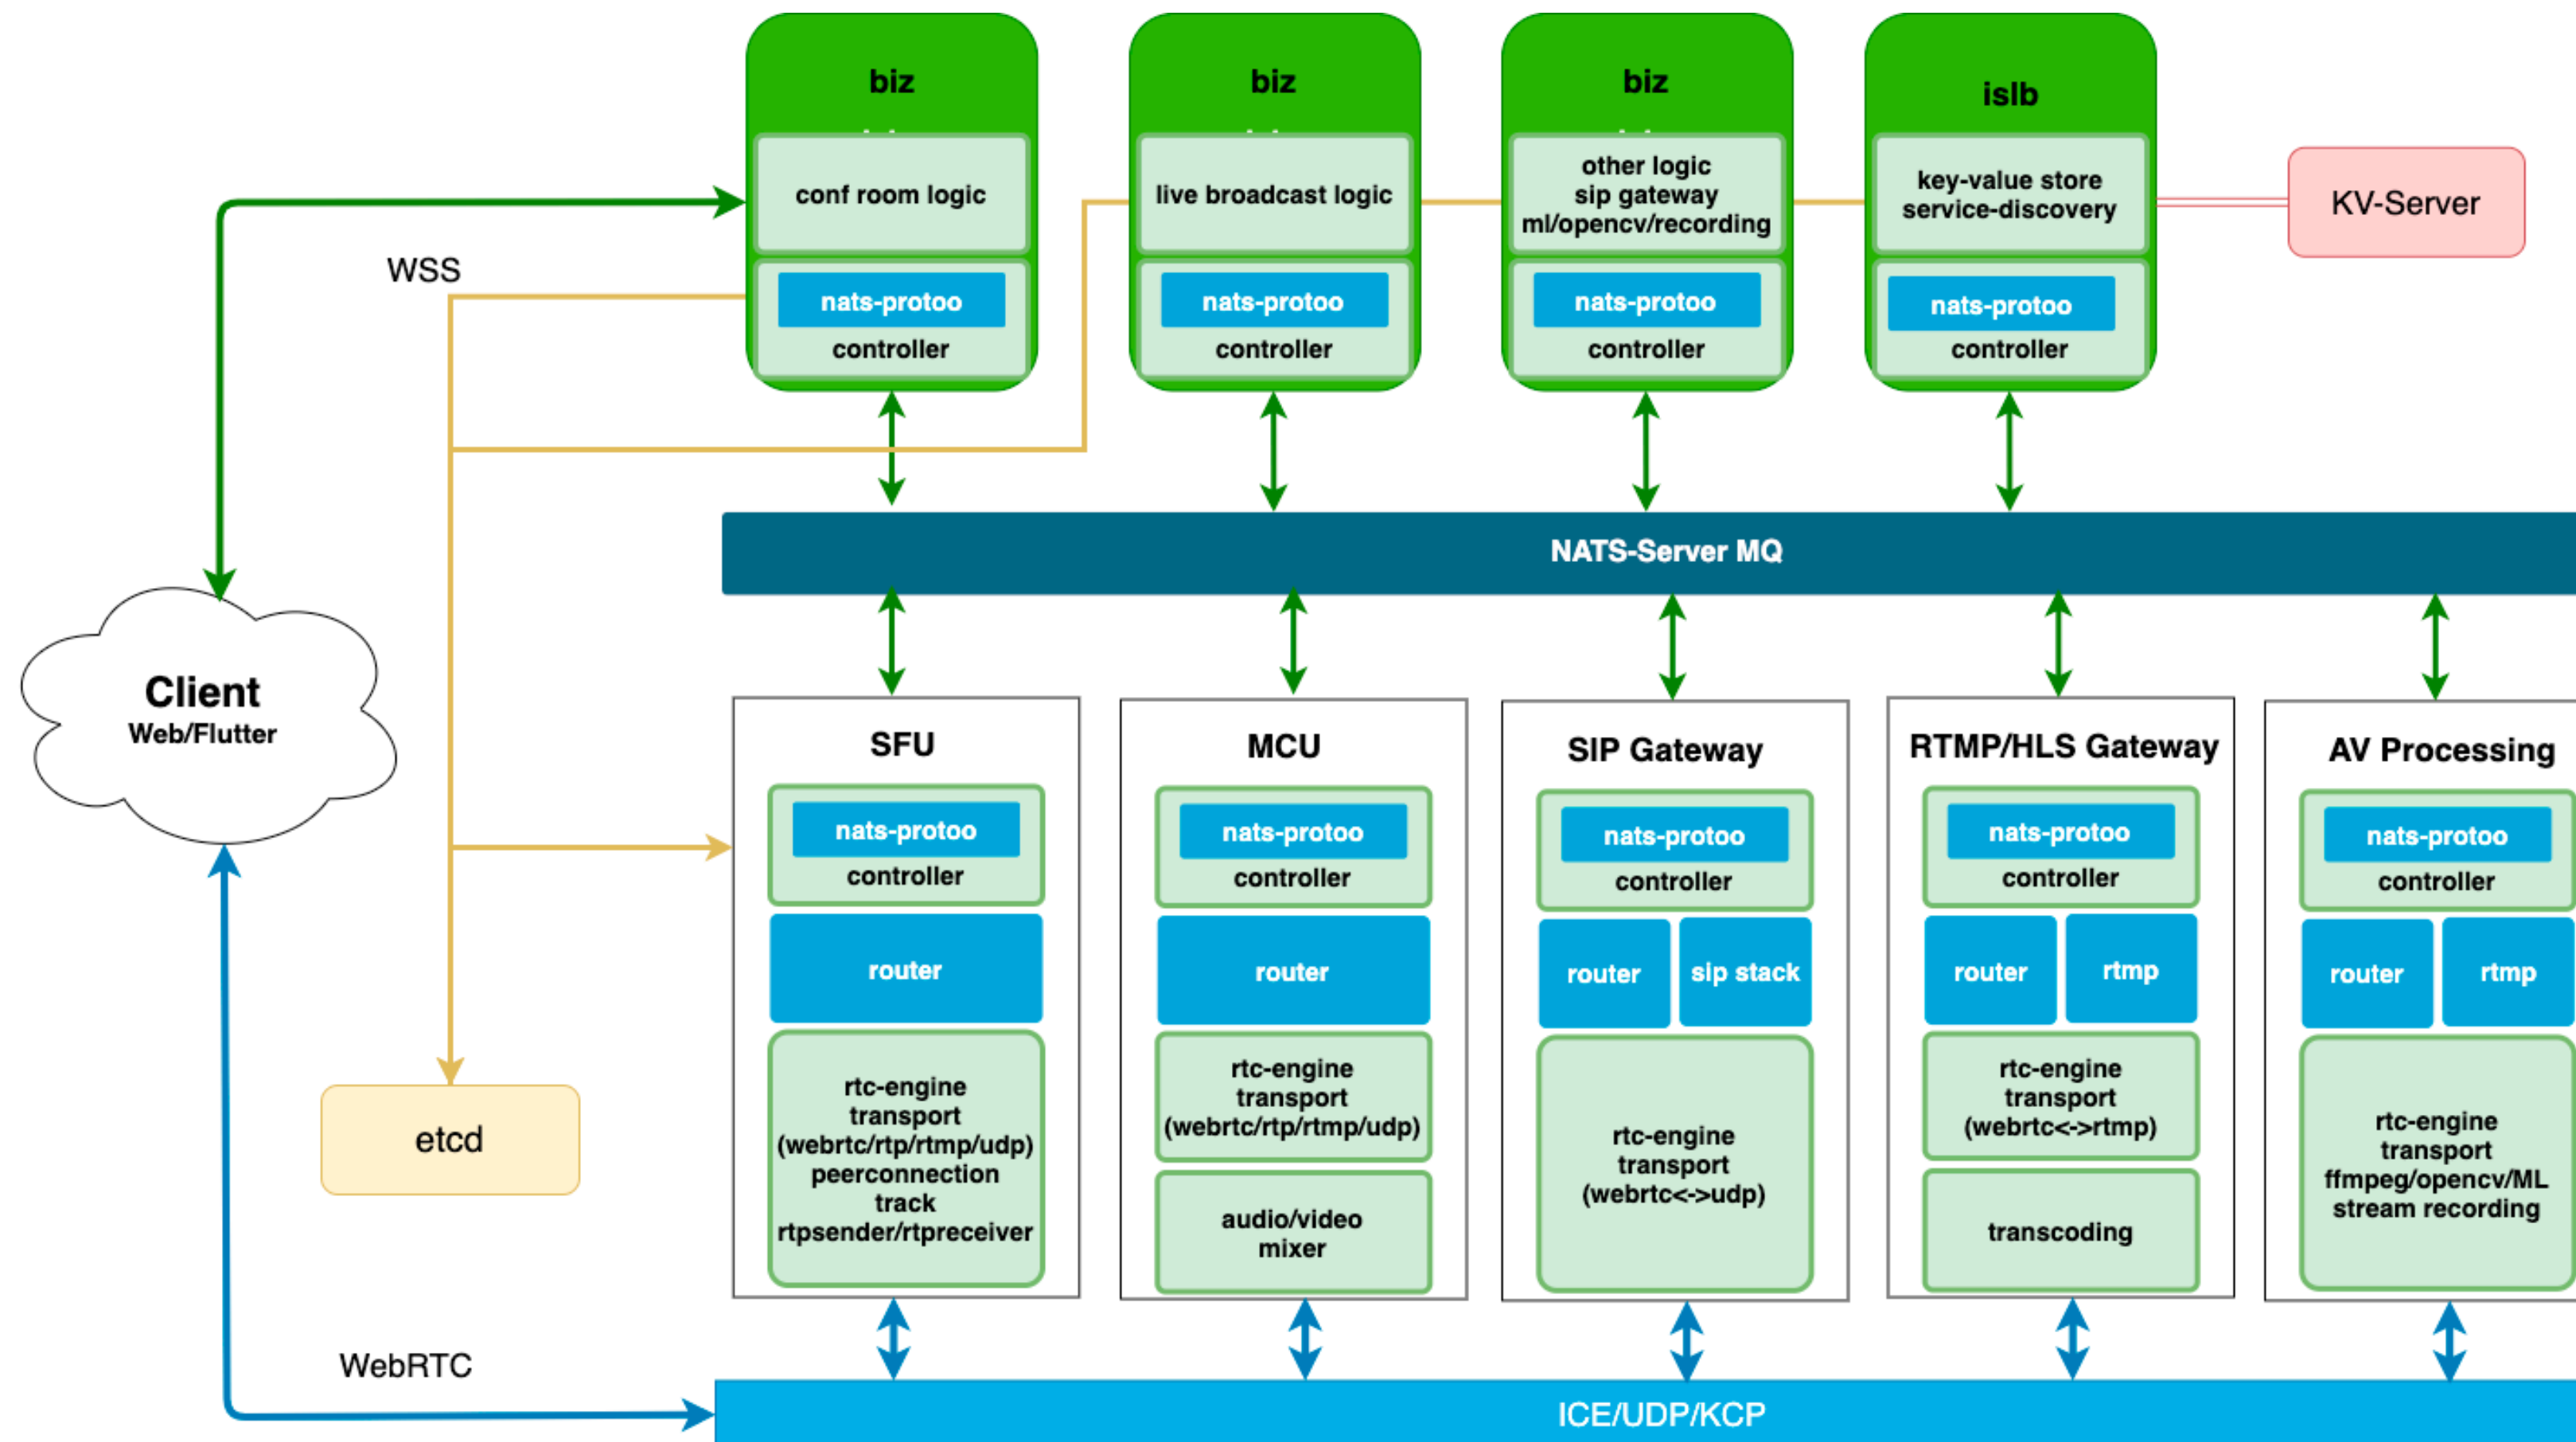 biz
biz
biz
islb
conf room logic
live broadcast logic
other logic
sip gateway
ml/opencv/recording
key-value store
service-discovery
KV-Server
WSS
nats-protoo
controller
nats-protoo
controller
nats-protoo
controller
nats-protoo
controller
NATS-Server MQ
Client
Web/Flutter
SFU
nats-protoo
controller
router
rtc-engine
transport
(webrtc/rtp/rtmp/udp)
peerconnection
track
rtpsender/rtpreceiver
MCU
nats-protoo
controller
router
rtc-engine
transport
(webrtc/rtp/rtmp/udp)
audio/video
mixer
SIP Gateway
nats-protoo
controller
router
sip stack
rtc-engine
transport
(webrtc<->udp)
RTMP/HLS Gateway
nats-protoo
controller
router
rtmp
rtc-engine
transport
(webrtc<->rtmp)
transcoding
AV Processing
nats-protoo
controller
router
rtmp
rtc-engine
transport
ffmpeg/opencv/ML
stream recording
etcd
WebRTC
ICE/UDP/KCP